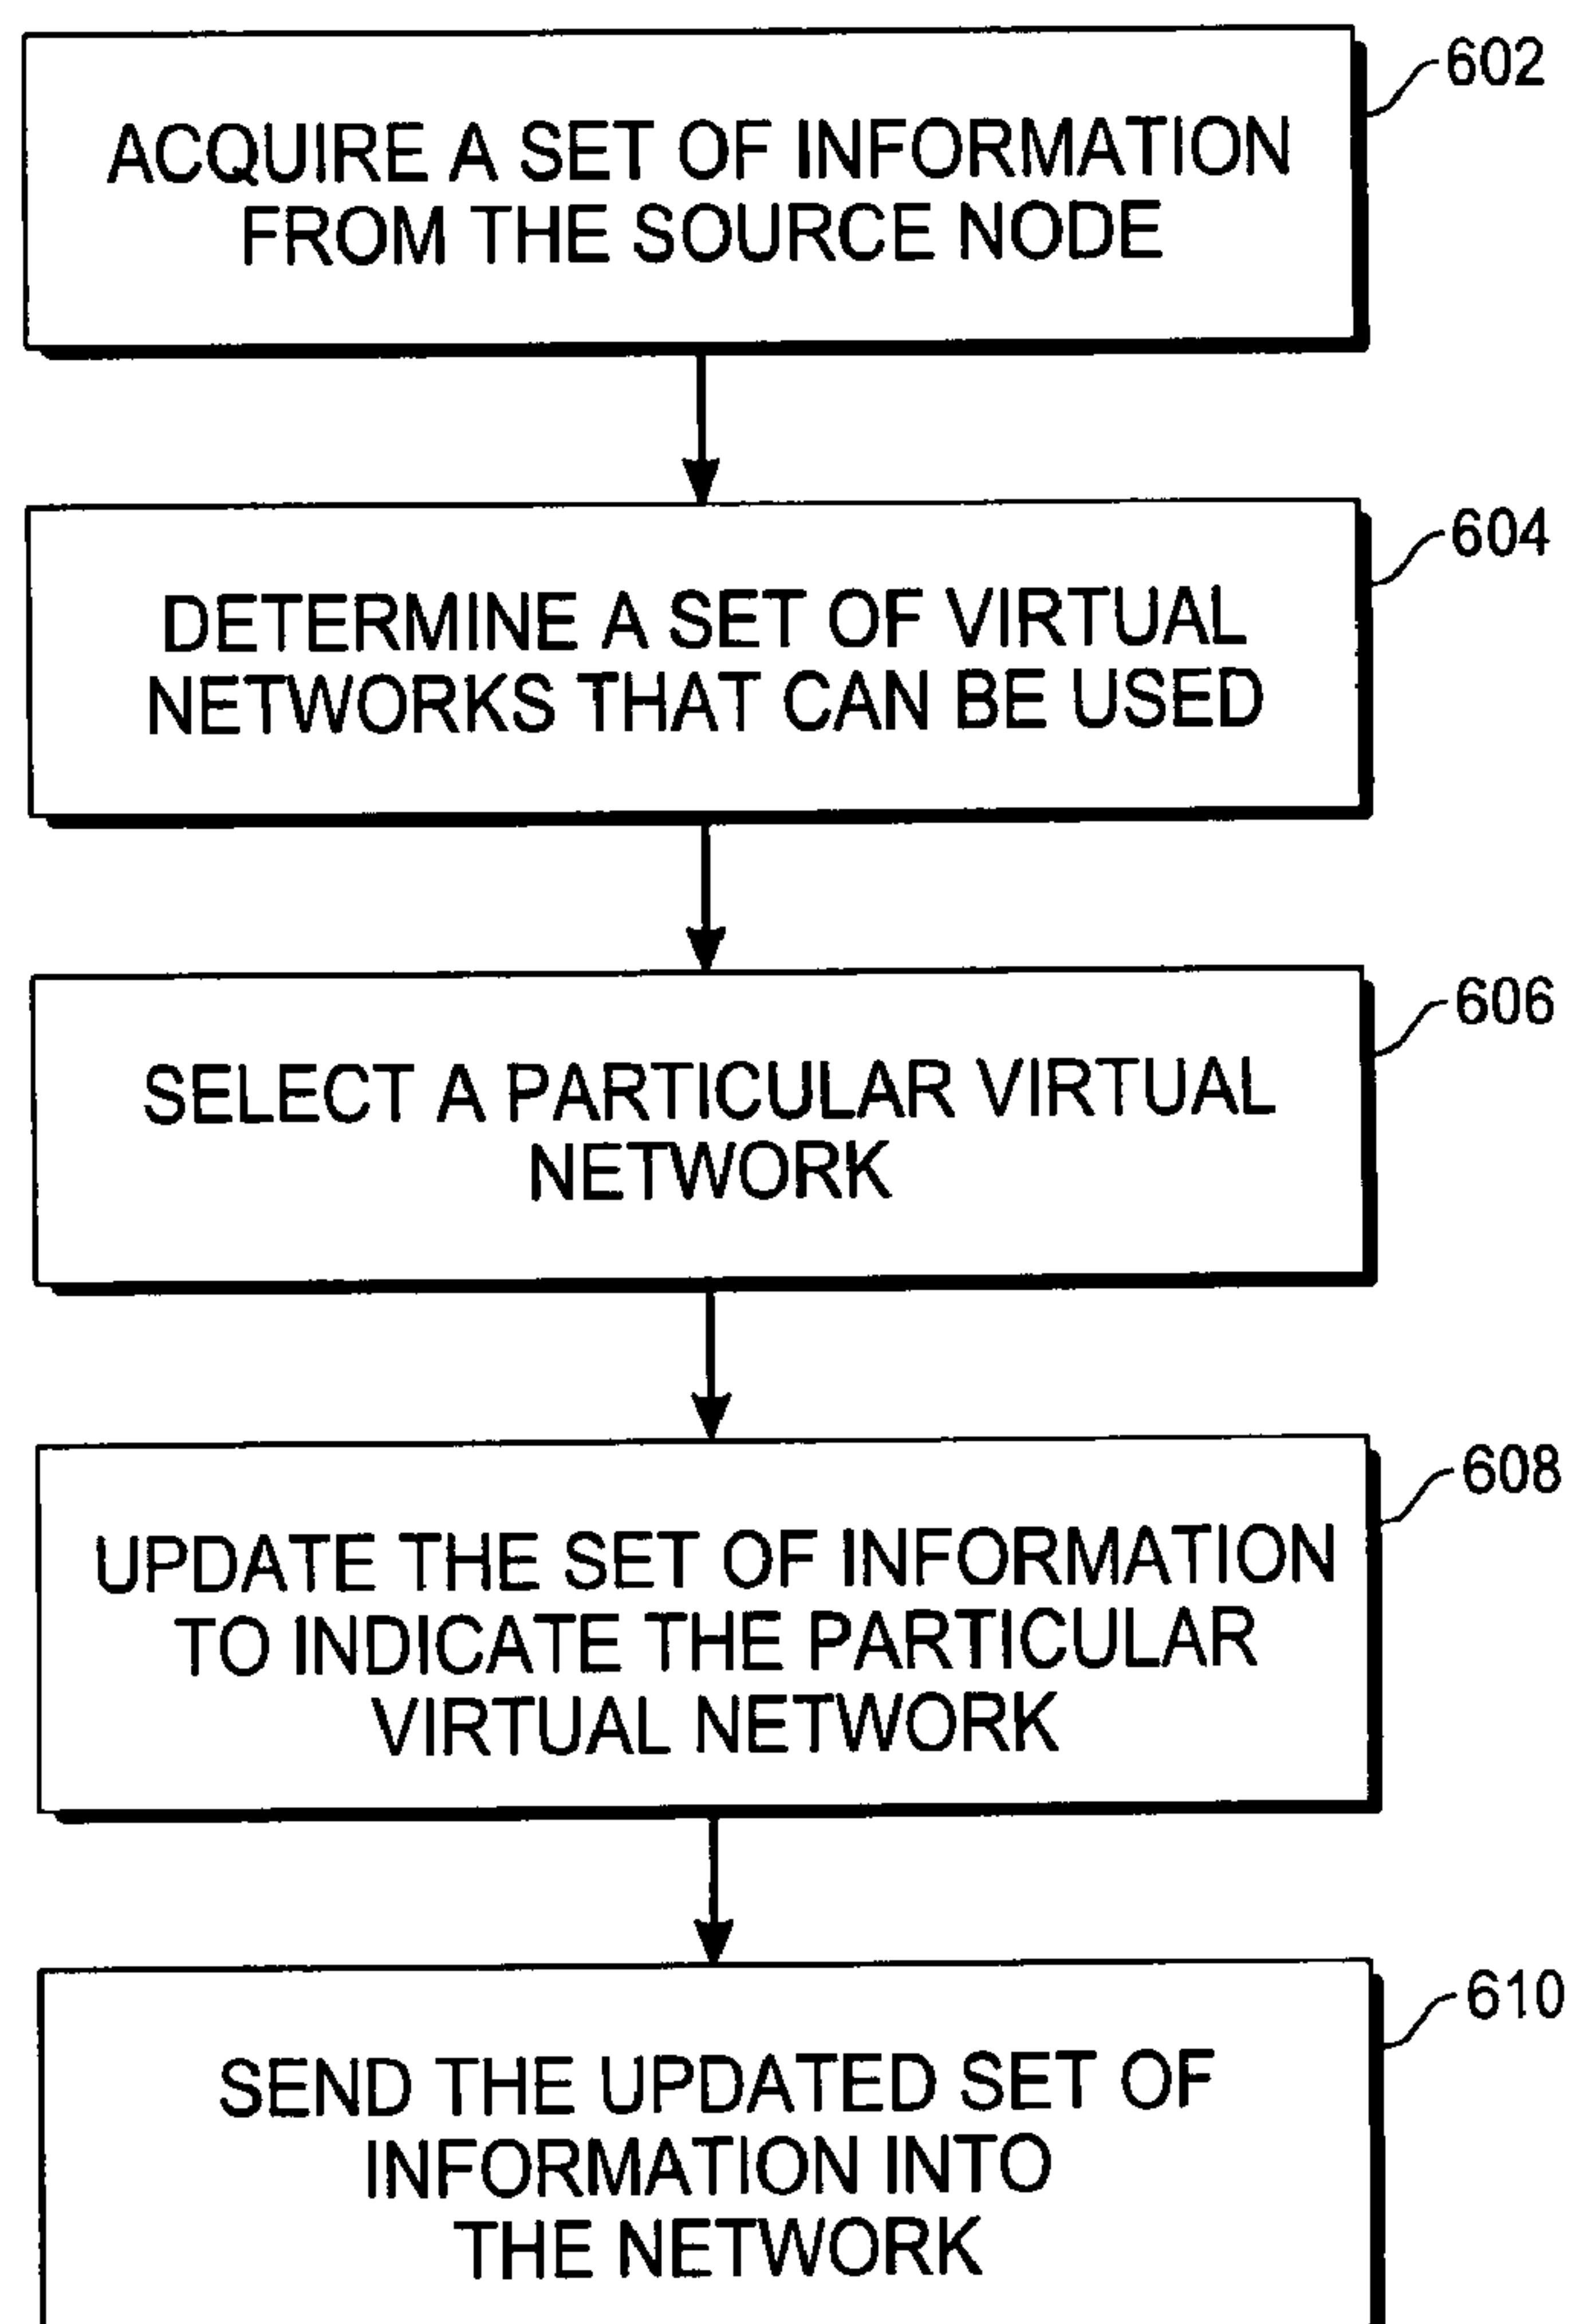 602
ACQUIRE A SET OF INFORMATION
FROM THE SOURCE NODE
604
DETERMINE A SET OF VIRTUAL
NETWORKS THAT CAN BE USED
606
SELECT A PARTICULAR VIRTUAL
NETWORK
608
UPDATE THE SET OF INFORMATION
TO INDICATE THE PARTICULAR
VIRTUAL NETWORK
610
SEND THE UPDATED SET OF
INFORMATION INTO
THE NETWORK